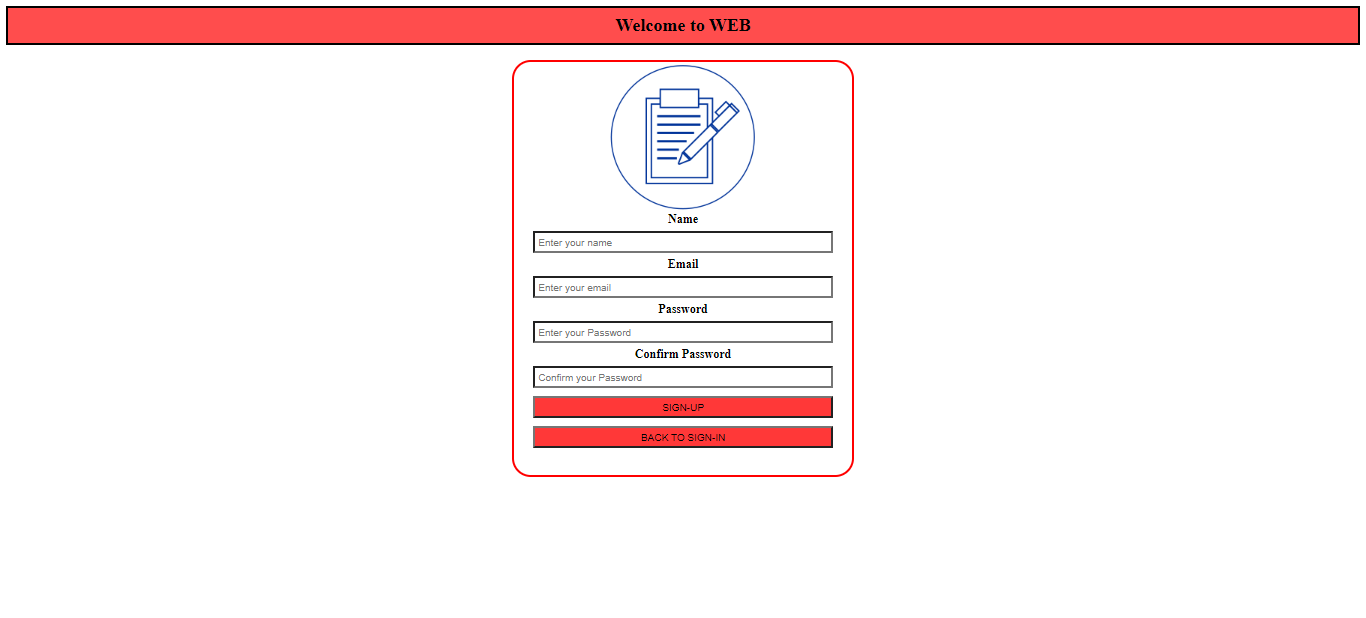 Welcome to WEB
Name
Enter your name
Email
Enter your email
Password
Enter your Password
Confirm Password
Confirm your Password
SIGN-UP
BACK TO SIGN-IN